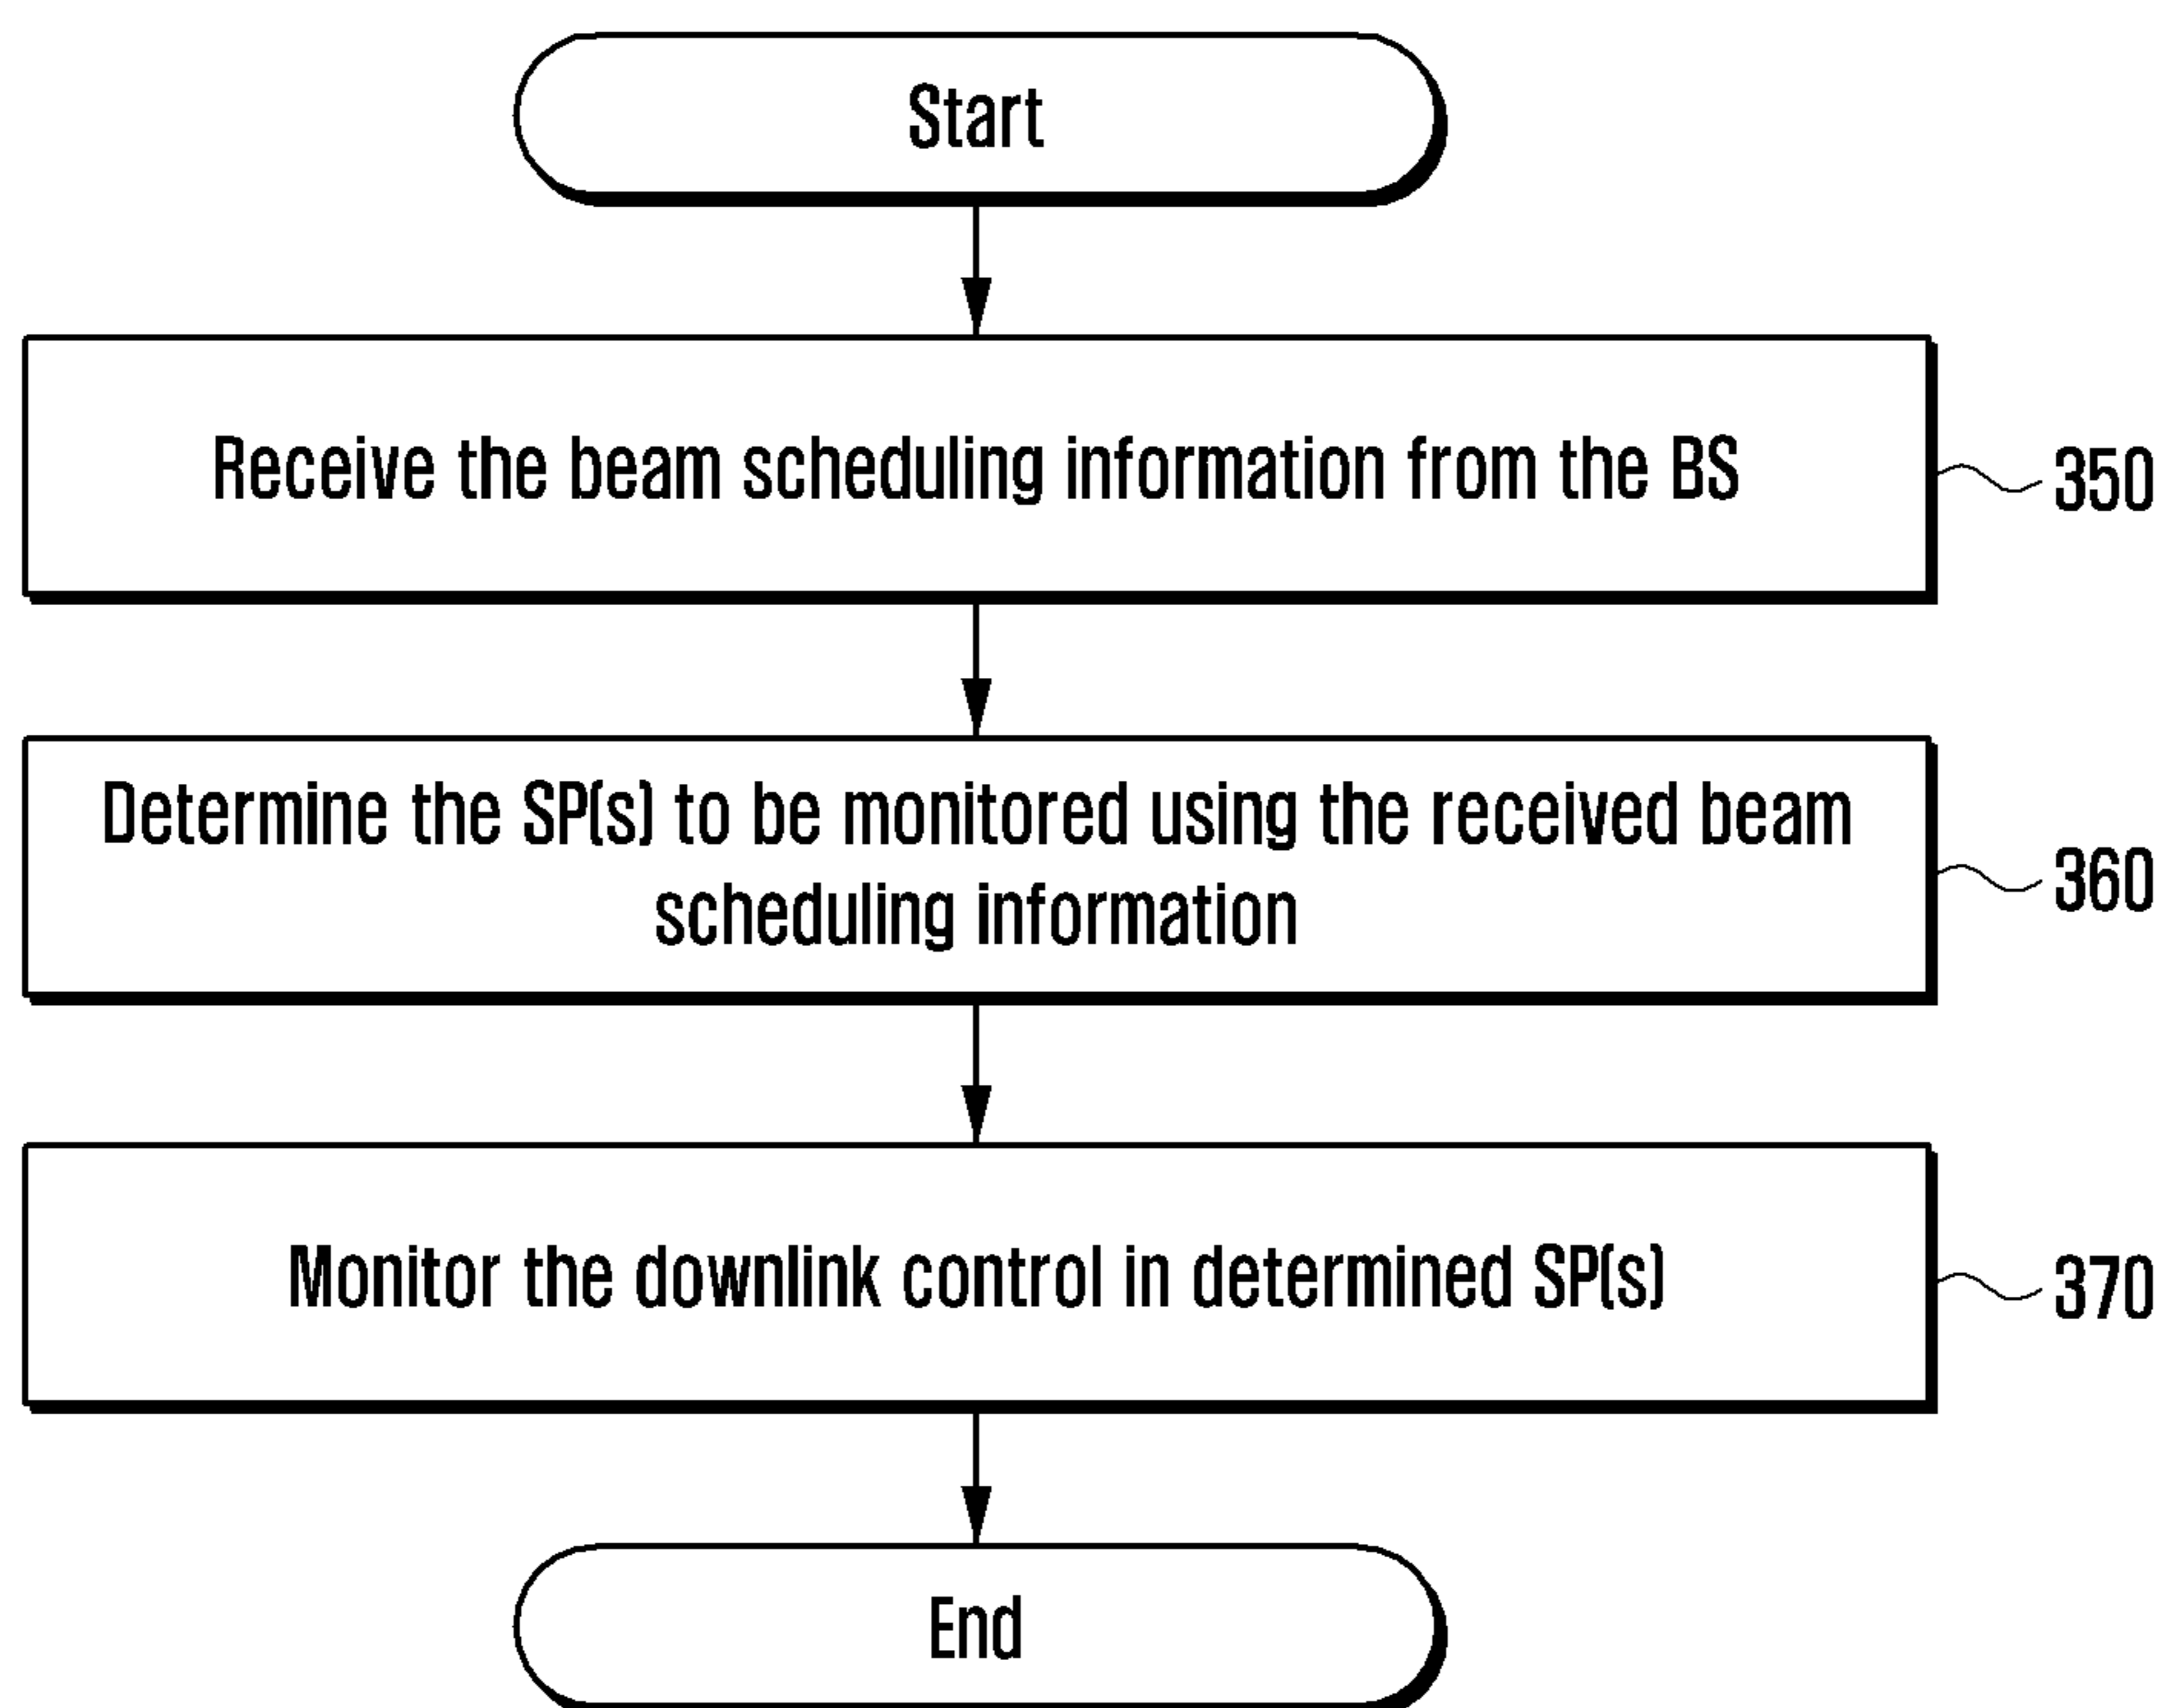 Start
Receive the beam scheduling information from the BS
350
Determine the SP(s) to be monitored using the received beam
scheduling information
360
Monitor the downlink control in determined SP(s)
370
End